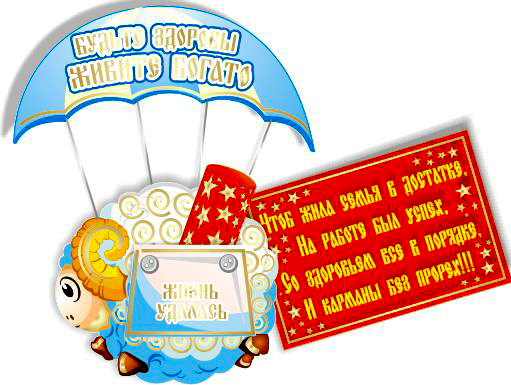 БУДЬТЕ ЗДОРОВЫ
ЖИВИТЕ БОГАТО
Чтоб жила семья в достатке,
На работе был успех,
Со здоровьем все в порядке,
И карманы без прорех!!!
ЖИЗНЬ
УДАЛАСЬ